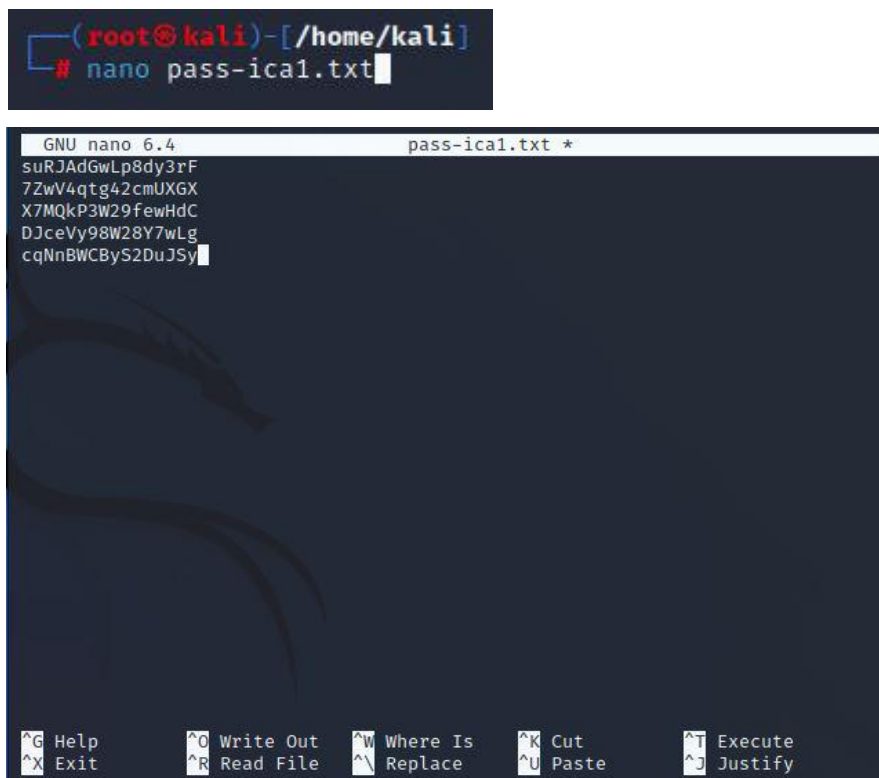 ┌──(root㉿kali)-[/home/kali]
└─# nano pass-ica1.txt
GNU nano 6.4 pass-ica1.txt *
suRJAdGwLp8dy3rF
7ZwV4qtg42cmUXGX
X7MQkP3W29fewHdC
DJceVy98W28Y7wLg
cqNnBWCByS2DuJSy
^G Help ^O Write Out ^W Where Is ^K Cut ^T Execute
^X Exit ^R Read File ^\ Replace ^U Paste ^J Justify